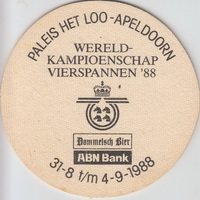 PALEIS HET LOO - APELDOORN
WERELD-
KAMPIOENSCHAP
VIERSPANNEN '88
Dommelsch Bier
ABN Bank
31-8 t/m 4-9-1988